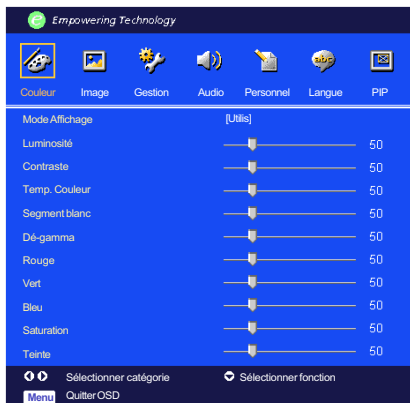 e Empowering Technology
abc
Couleur Image Gestion Audio Personnel Langue PIP
Mode Affichage [Utilis]
Luminosité 50
Contraste 50
Temp. Couleur 50
Segment blanc 50
Dé-gamma 50
Rouge 50
Vert 50
Bleu 50
Saturation 50
Teinte 50
Sélectionner catégorie Sélectionner fonction
Menu Quitter OSD